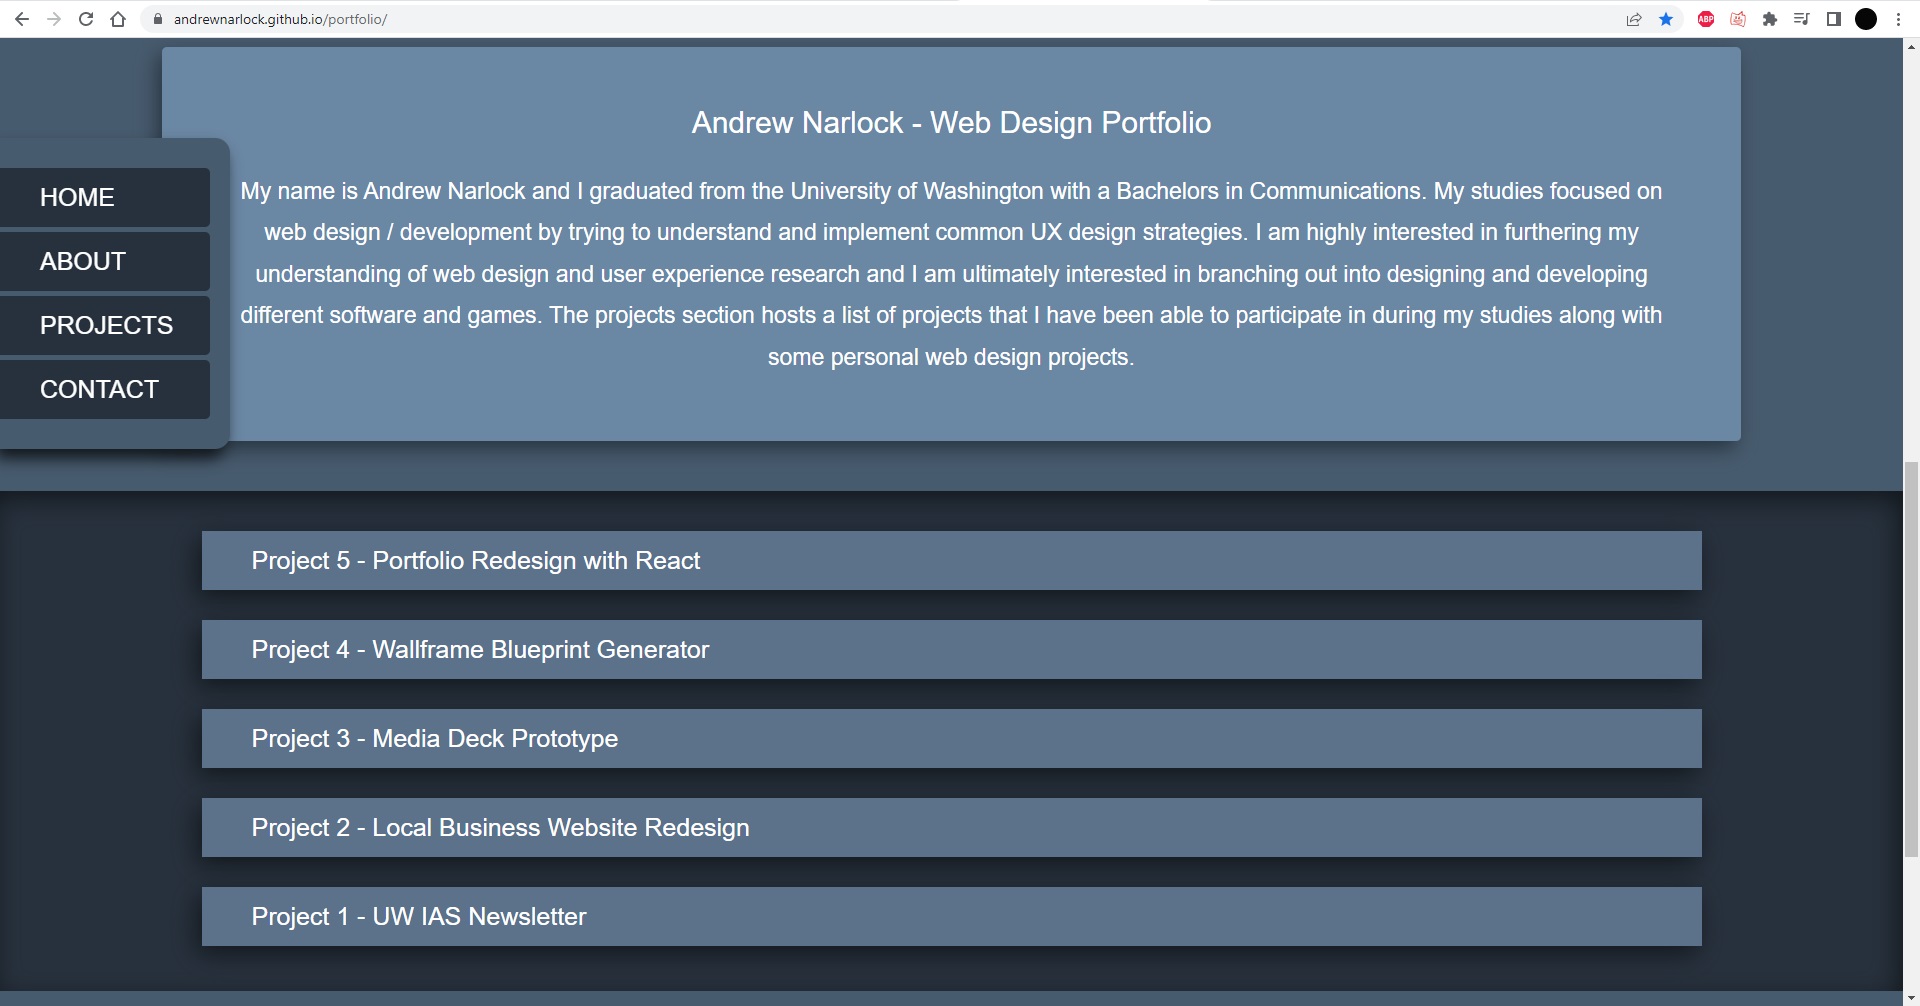 andrewnarlock.github.io/portfolio/
ABP
Andrew Narlock - Web Design Portfolio
My name is Andrew Narlock and I graduated from the University of Washington with a Bachelors in Communications. My studies focused on
web design / development by trying to understand and implement common UX design strategies. I am highly interested in furthering my
understanding of web design and user experience research and I am ultimately interested in branching out into designing and developing
different software and games. The projects section hosts a list of projects that I have been able to participate in during my studies along with
some personal web design projects.
HOME
ABOUT
PROJECTS
CONTACT
Project 5 - Portfolio Redesign with React
Project 4 - Wallframe Blueprint Generator
Project 3 - Media Deck Prototype
Project 2 - Local Business Website Redesign
Project 1 - UW IAS Newsletter